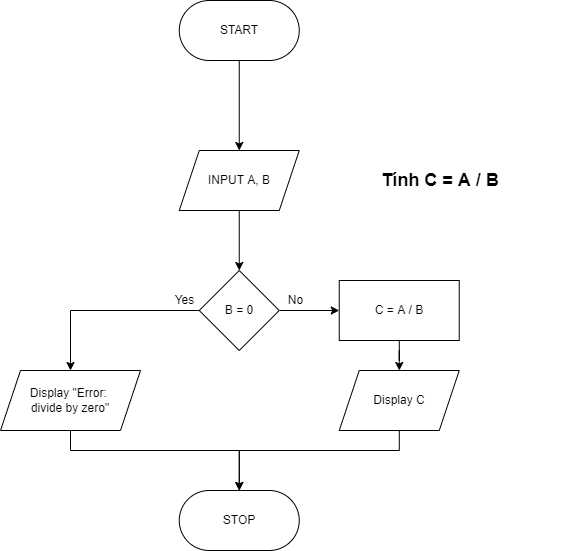 START
INPUT A, B
Tính C = A / B
Yes
No
B = 0
C = A / B
Display "Error:
divide by zero"
Display C
STOP